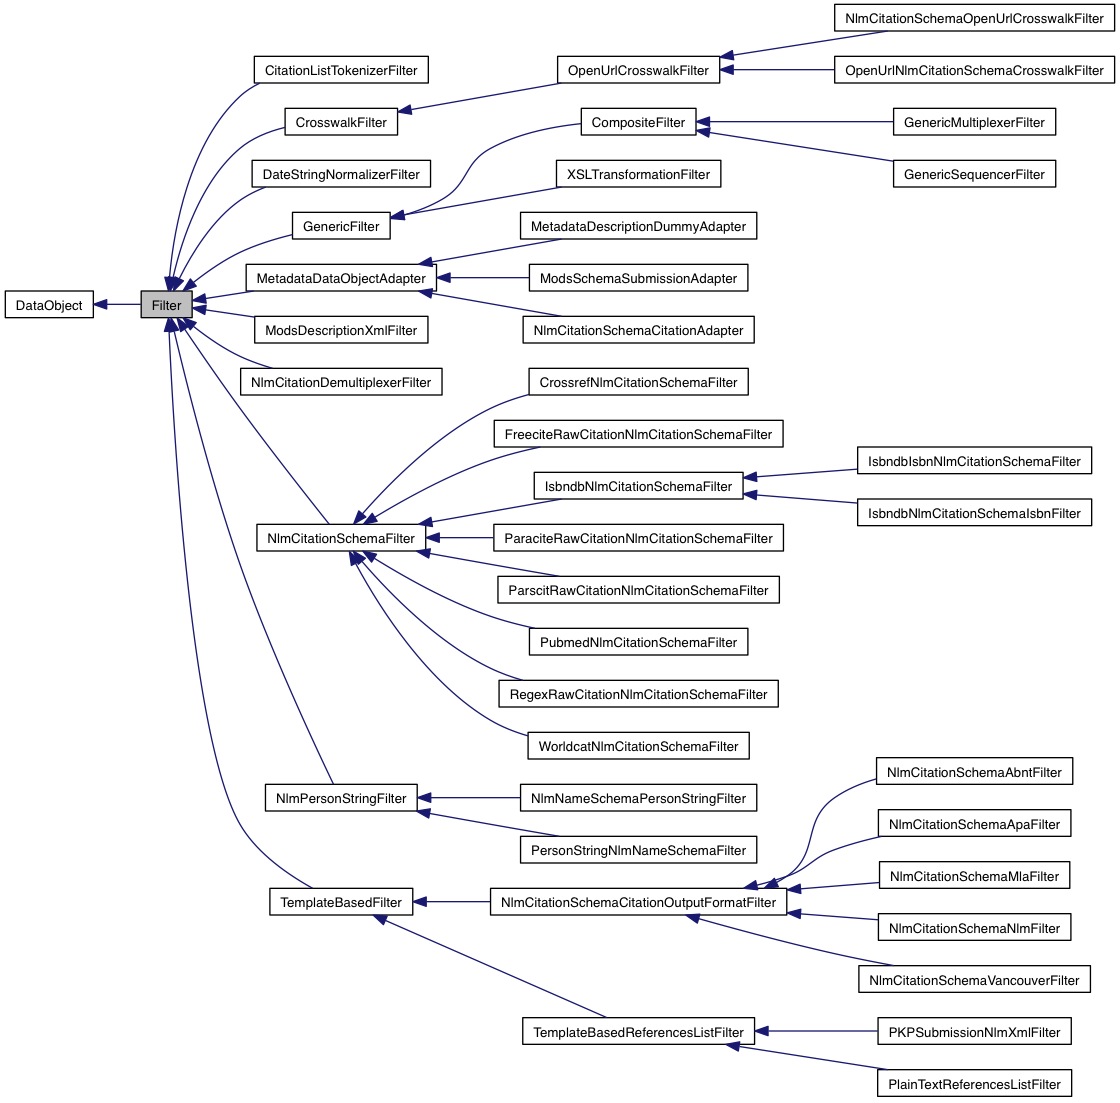 NlmCitationSchemaOpenUrlCrosswalkFilter
CitationListTokenizerFilter
OpenUrlCrosswalkFilter
OpenUrlNlmCitationSchemaCrosswalkFilter
CrosswalkFilter
CompositeFilter
GenericMultiplexerFilter
DateStringNormalizerFilter
XSLTransformationFilter
GenericSequencerFilter
GenericFilter
MetadataDescriptionDummyAdapter
MetadataDataObjectAdapter
ModsSchemaSubmissionAdapter
DataObject
Filter
ModsDescriptionXmlFilter
NlmCitationSchemaCitationAdapter
NlmCitationDemultiplexerFilter
CrossrefNlmCitationSchemaFilter
FreeciteRawCitationNlmCitationSchemaFilter
IsbndbIsbnNlmCitationSchemaFilter
IsbndbNlmCitationSchemaFilter
IsbndbNlmCitationSchemaIsbnFilter
NlmCitationSchemaFilter
ParaciteRawCitationNlmCitationSchemaFilter
ParscitRawCitationNlmCitationSchemaFilter
PubmedNlmCitationSchemaFilter
RegexRawCitationNlmCitationSchemaFilter
WorldcatNlmCitationSchemaFilter
NlmCitationSchemaAbntFilter
NlmPersonStringFilter
NlmNameSchemaPersonStringFilter
NlmCitationSchemaApaFilter
PersonStringNlmNameSchemaFilter
NlmCitationSchemaMlaFilter
TemplateBasedFilter
NlmCitationSchemaCitationOutputFormatFilter
NlmCitationSchemaNlmFilter
NlmCitationSchemaVancouverFilter
TemplateBasedReferencesListFilter
PKPSubmissionNlmXmlFilter
PlainTextReferencesListFilter